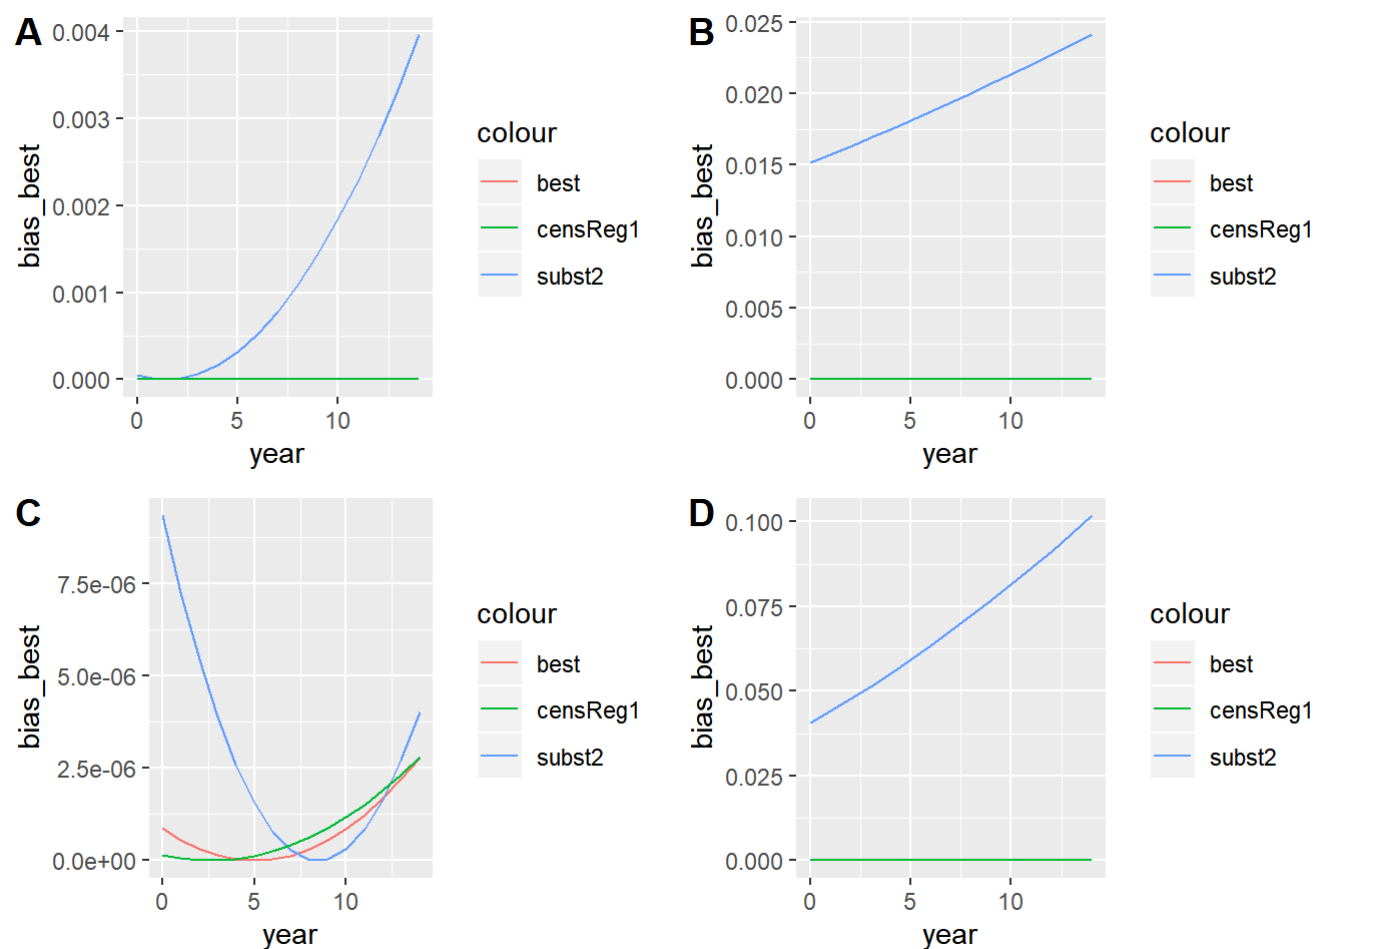 A
bias_best
0.004
0.003
0.002
0.001
0.000
0 5 10
year
colour
best
censReg1
subst2
B
bias_best
0.025
0.020
0.015
0.010
0.005
0.000
0 5 10
year
colour
best
censReg1
subst2
C
bias_best
7.5e-06
5.0e-06
2.5e-06
0.0e+00
0 5 10
year
colour
best
censReg1
subst2
D
bias_best
0.100
0.075
0.050
0.025
0.000
0 5 10
year
colour
best
censReg1
subst2